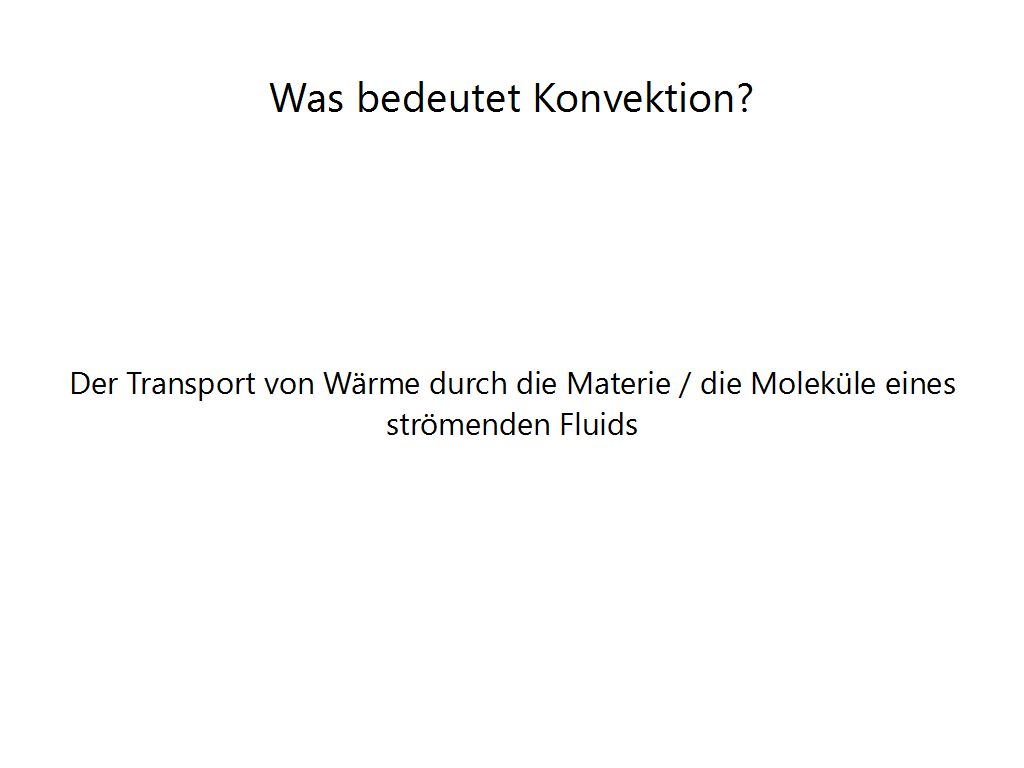 Was bedeutet Konvektion?
Der Transport von Wärme durch die Materie / die Moleküle eines
strömenden Fluids